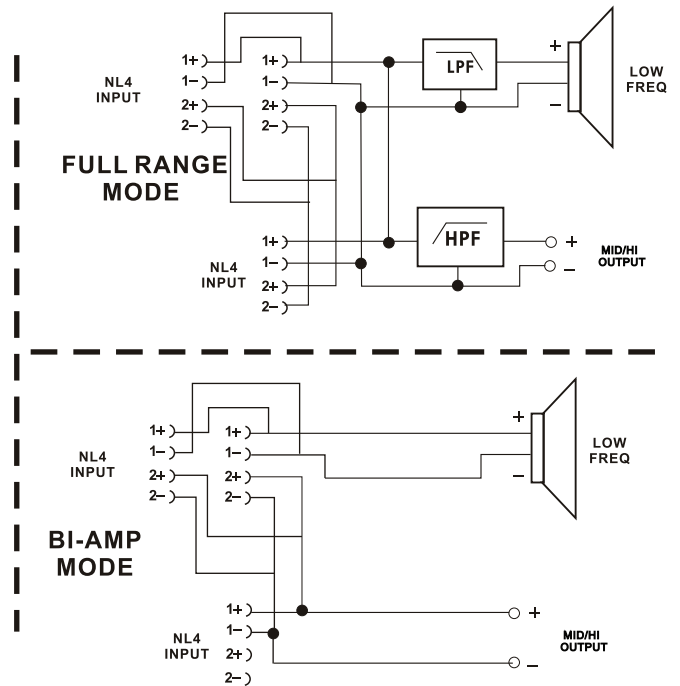 1+
1−
2+
2−
NL4
INPUT
1+
1−
2+
2−
LPF
+
−
LOW
FREQ
FULL RANGE
MODE
NL4
INPUT
1+
1−
2+
2−
HPF
+
−
MID/HI
OUTPUT
1+
1−
2+
2−
NL4
INPUT
1+
1−
2+
2−
+
−
LOW
FREQ
BI-AMP
MODE
NL4
INPUT
1+
1−
2+
2−
+
−
MID/HI
OUTPUT